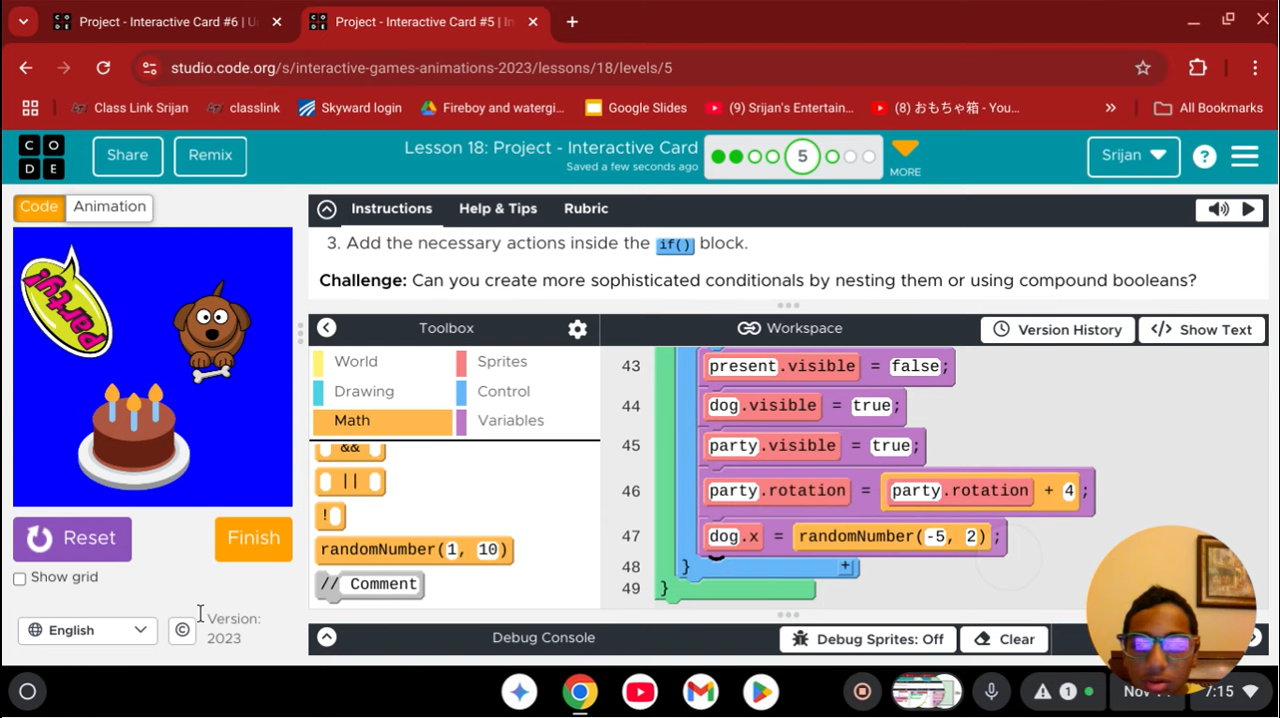 Project - Interactive Card #6 | U
Project - Interactive Card #5 | In
studio.code.org/s/interactive-games-animations-2023/lessons/18/levels/5
Class Link Srijan
classlink
Skyward login
Fireboy and watergi...
Google Slides
(9) Srijan's Entertain...
(8) おもちゃ箱 - You...
All Bookmarks
C O D E
Share
Remix
Lesson 18: Project - Interactive Card
Saved a few seconds ago
5
MORE
Srijan
?
Code
Animation
Instructions
Help & Tips
Rubric
3. Add the necessary actions inside the if() block.
Challenge: Can you create more sophisticated conditionals by nesting them or using compound booleans?
Toolbox
Workspace
Version History
</> Show Text
World
Sprites
Drawing
Control
Math
Variables
&&
||
!
randomNumber(1, 10)
// Comment
43 present.visible = false;
44 dog.visible = true;
45 party.visible = true;
46 party.rotation = party.rotation + 4;
47 dog.x = randomNumber(-5, 2);
48 } +
49 }
Party!
Reset
Finish
Show grid
English
©
Version: 2023
Debug Console
Debug Sprites: Off
Clear
1
Nov
7:15